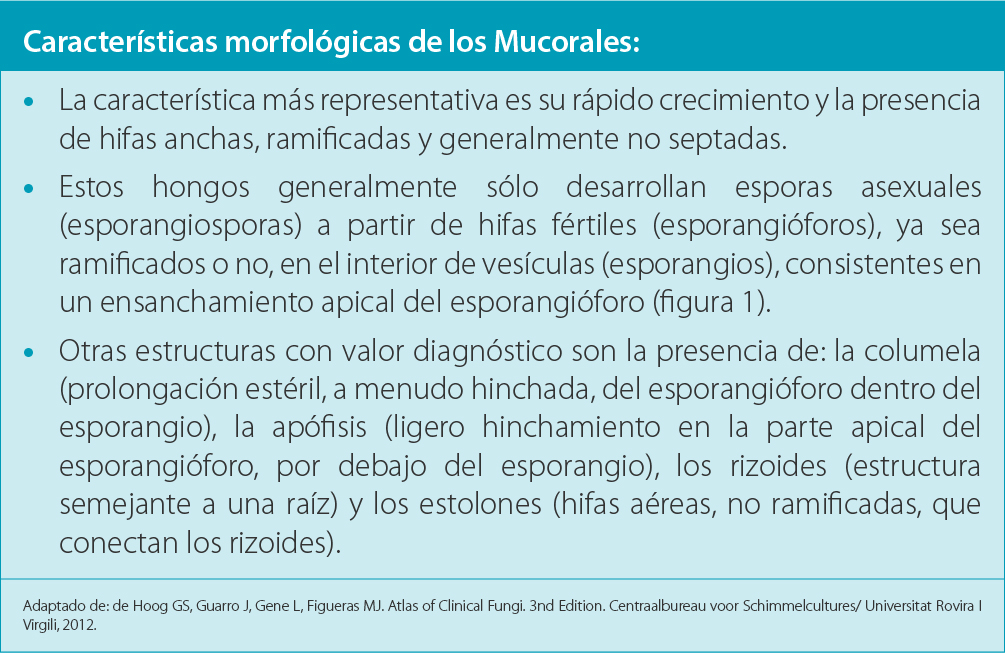 Características morfológicas de los Mucorales:
• La característica más representativa es su rápido crecimiento y la presencia
de hifas anchas, ramificadas y generalmente no septadas.
• Estos hongos generalmente sólo desarrollan esporas asexuales
(esporangiosporas) a partir de hifas fértiles (esporangióforos), ya sea
ramificados o no, en el interior de vesículas (esporangios), consistentes en
un ensanchamiento apical del esporangióforo (figura 1).
• Otras estructuras con valor diagnóstico son la presencia de: la columela
(prolongación estéril, a menudo hinchada, del esporangióforo dentro del
esporangio), la apófisis (ligero hinchamiento en la parte apical del
esporangióforo, por debajo del esporangio), los rizoides (estructura
semejante a una raíz) y los estolones (hifas aéreas, no ramificadas, que
conectan los rizoides).
Adaptado de: de Hoog GS, Guarro J, Gene L, Figueras MJ. Atlas of Clinical Fungi. 3nd Edition. Centraalbureau voor Schimmelcultures/ Universitat Rovira I
Virgili, 2012.